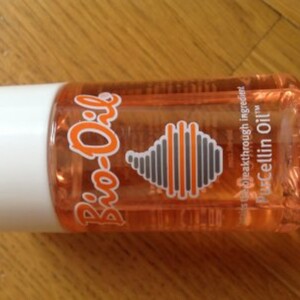 Bio-Oil
breakthrough ingredient
PurCellin Oil™